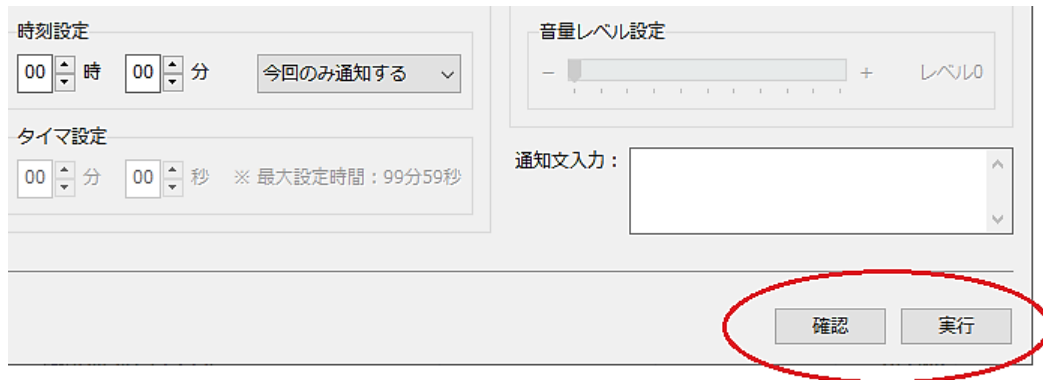 時刻設定
00 時 00 分 今回のみ通知する
タイマ設定
00 分 00 秒 ※ 最大設定時間：99分59秒
音量レベル設定
− + レベル0
通知文入力：
確認 実行